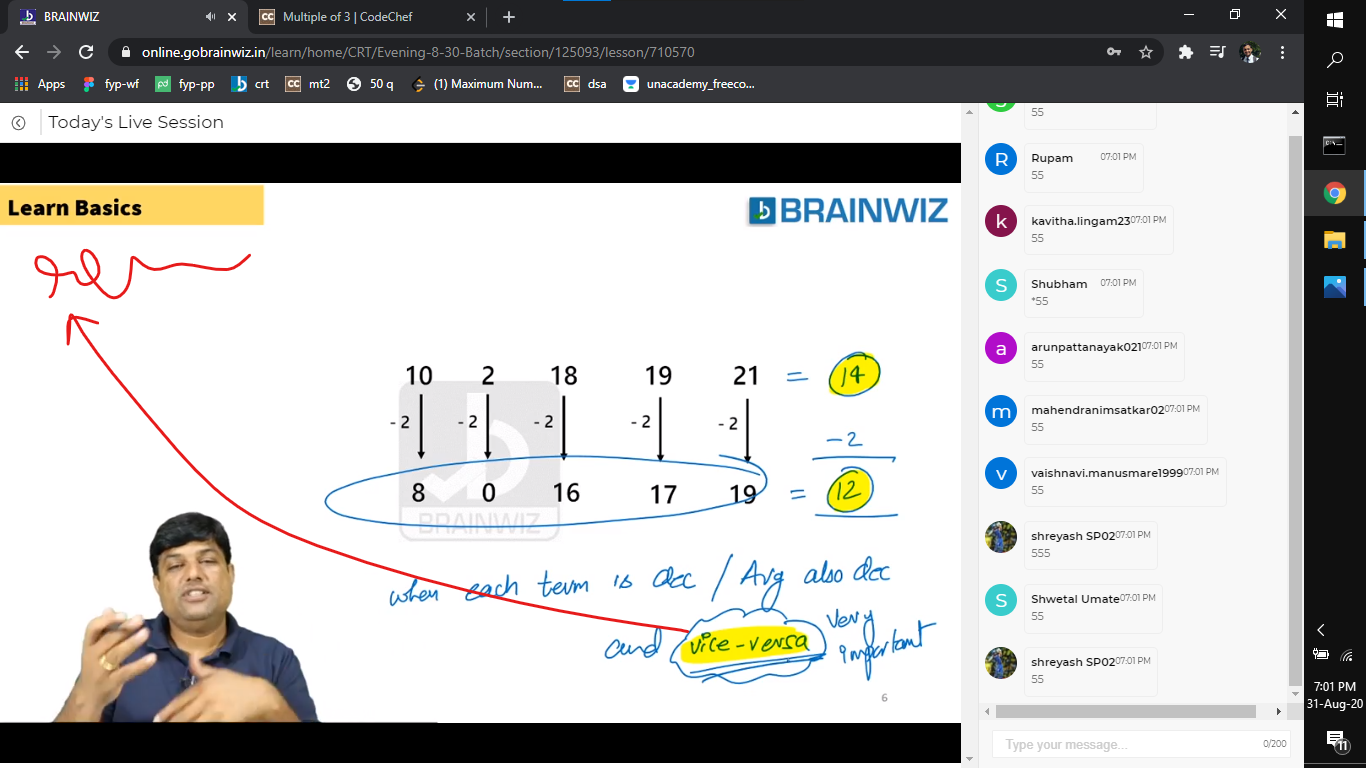 BRAINWIZ
Multiple of 3 | CodeChef
online.gobrainwiz.in/learn/home/CRT/Evening-8-30-Batch/section/125093/lesson/710570
Apps fyp-wf fyp-pp crt mt2 50 q (1) Maximum Num... dsa unacademy_freeco...
Today's Live Session
Learn Basics
BRAINWIZ
10 2 18 19 21 = 14
- 2 - 2 - 2 - 2 - 2
- 2
8 0 16 17 19 = 12
BRAINWIZ
when each term is dec / Avg also dec
and vice-versa very important
6
55
R Rupam 07:01 PM
55
k kavitha.lingam23 07:01 PM
55
S Shubham 07:01 PM
*55
a arunpattanayak021 07:01 PM
55
m mahendranimsatkar02 07:01 PM
55
v vaishnavi.manusmare1999 07:01 PM
55
shreyash SP02 07:01 PM
555
S Shwetal Umate 07:01 PM
55
shreyash SP02 07:01 PM
55
Type your message... 0/200
7:01 PM
31-Aug-20
11